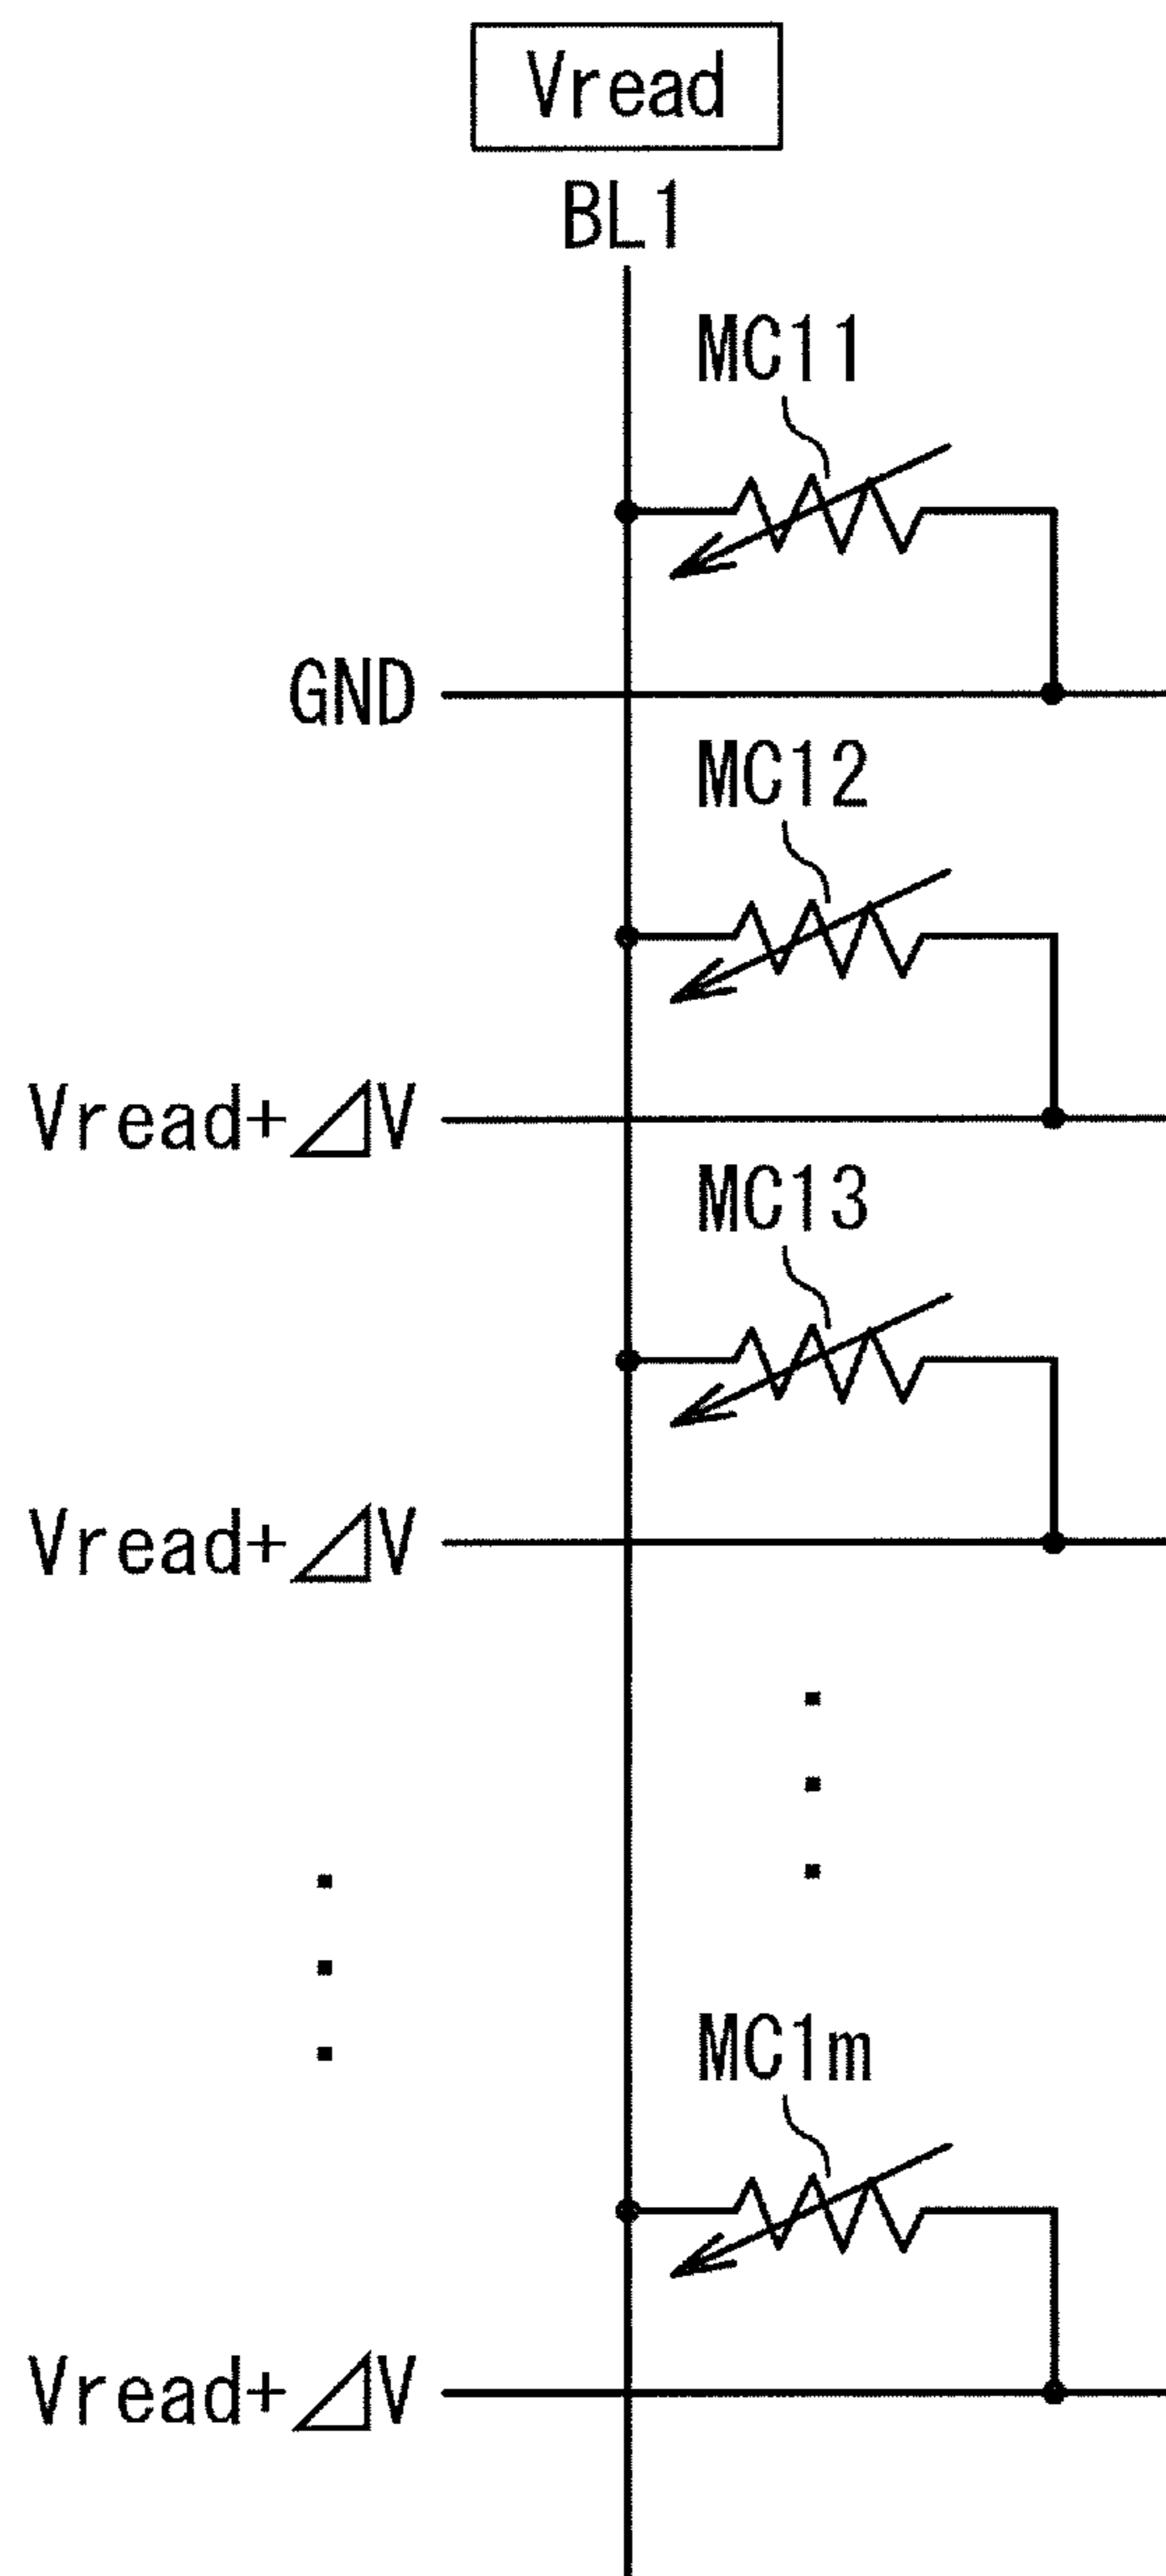 Vread
BL1
MC11
GND
MC12
Vread+⊿V
MC13
Vread+⊿V
MC1m
Vread+⊿V